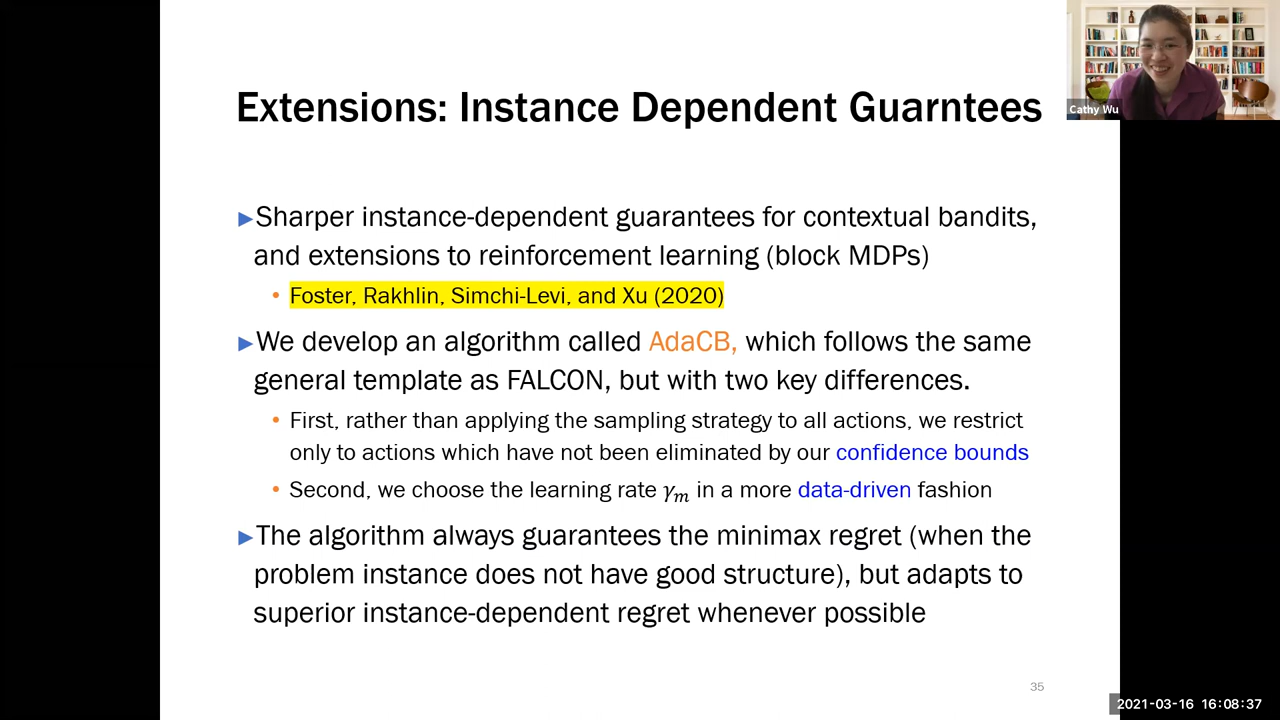 Extensions: Instance Dependent Guarntees
Cathy Wu
►Sharper instance-dependent guarantees for contextual bandits,
and extensions to reinforcement learning (block MDPs)
• Foster, Rakhlin, Simchi-Levi, and Xu (2020)
►We develop an algorithm called AdaCB, which follows the same
general template as FALCON, but with two key differences.
• First, rather than applying the sampling strategy to all actions, we restrict
only to actions which have not been eliminated by our confidence bounds
• Second, we choose the learning rate γₘ in a more data-driven fashion
►The algorithm always guarantees the minimax regret (when the
problem instance does not have good structure), but adapts to
superior instance-dependent regret whenever possible
35
2021-03-16 16:08:37